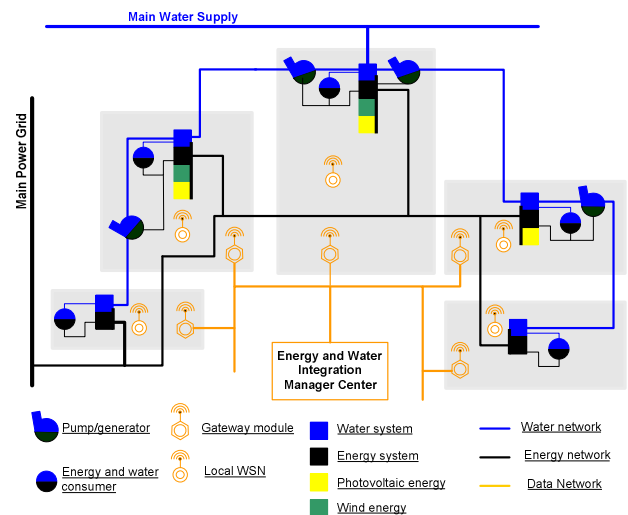 Main Water Supply
Main Power Grid
Energy and Water
Integration
Manager Center
Pump/generator
Energy and water
consumer
Gateway module
Local WSN
Water system
Energy system
Photovoltaic energy
Wind energy
Water network
Energy network
Data Network